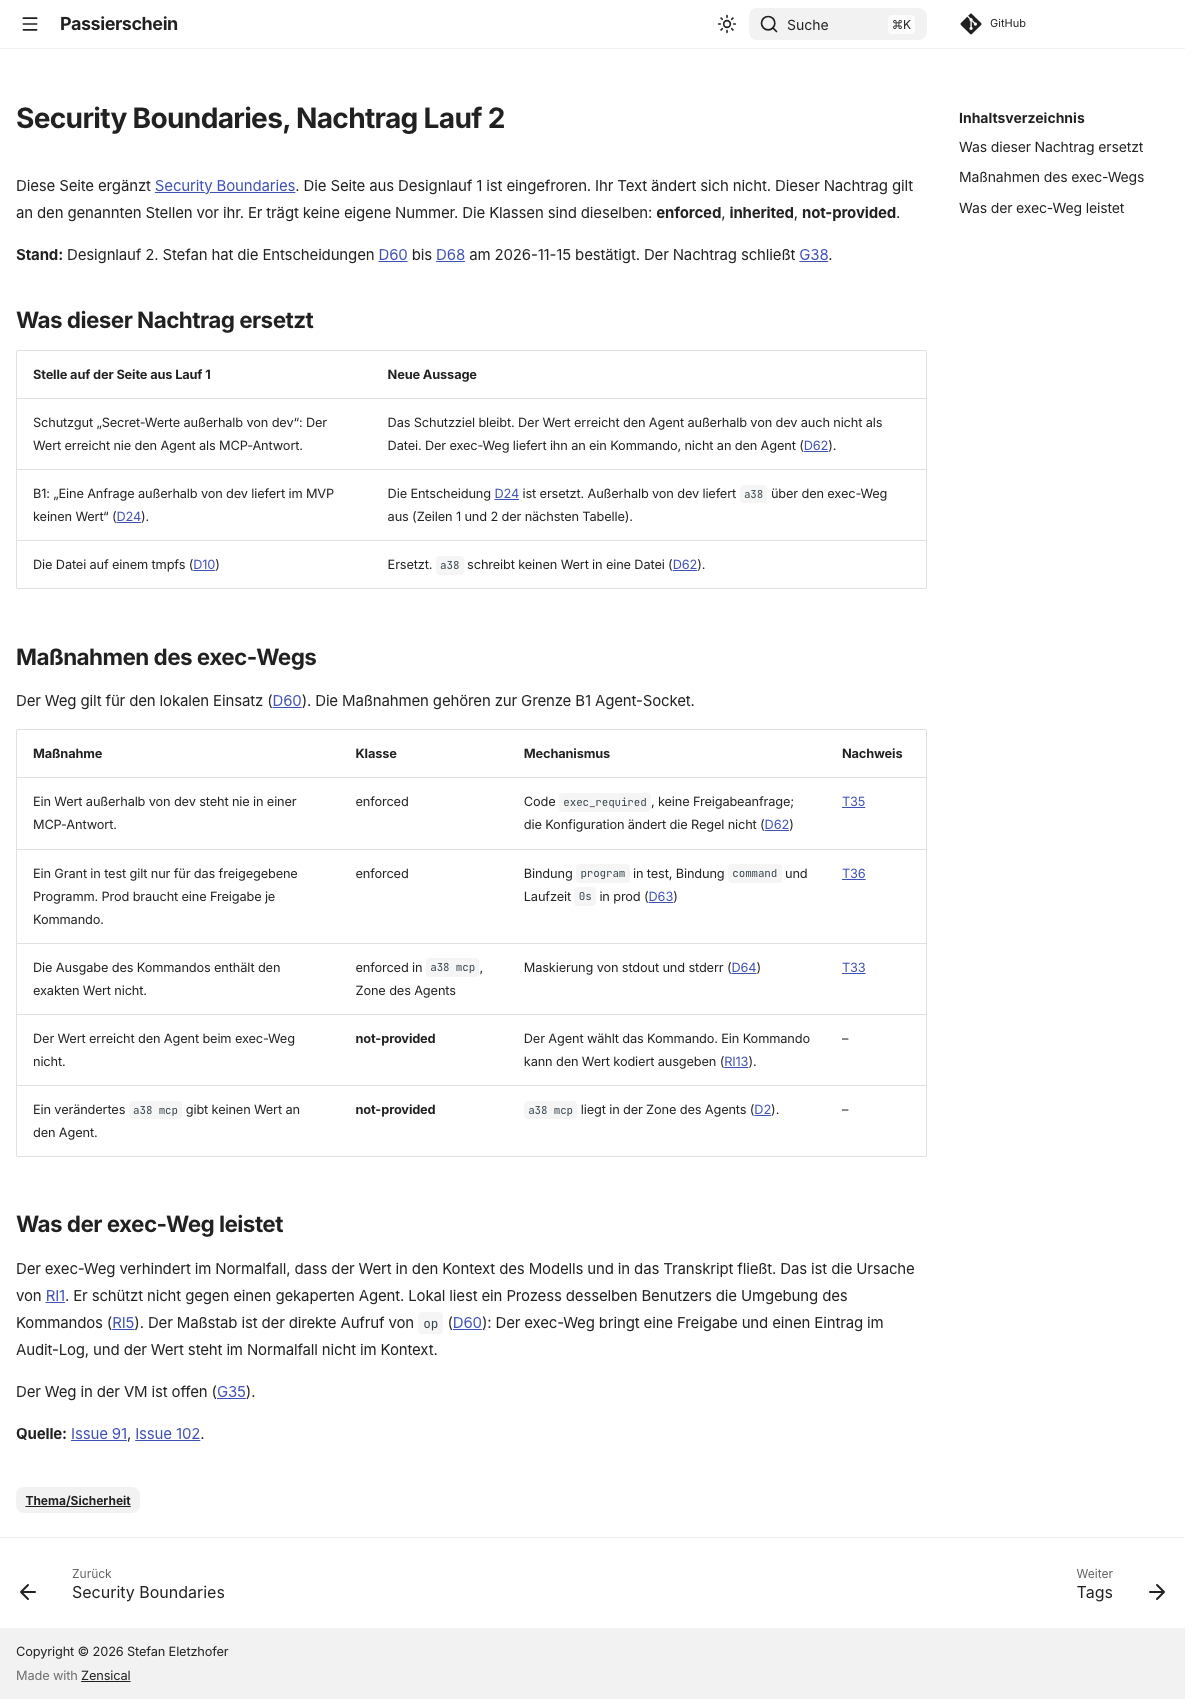 Passierschein
Suche
⌘K
GitHub
Security Boundaries, Nachtrag Lauf 2
Diese Seite ergänzt Security Boundaries. Die Seite aus Designlauf 1 ist eingefroren. Ihr Text ändert sich nicht. Dieser Nachtrag gilt
an den genannten Stellen vor ihr. Er trägt keine eigene Nummer. Die Klassen sind dieselben: enforced, inherited, not-provided.
Stand: Designlauf 2. Stefan hat die Entscheidungen D60 bis D68 am 2026-11-15 bestätigt. Der Nachtrag schließt G38.
Inhaltsverzeichnis
Was dieser Nachtrag ersetzt
Maßnahmen des exec-Wegs
Was der exec-Weg leistet
Was dieser Nachtrag ersetzt
Stelle auf der Seite aus Lauf 1
Neue Aussage
Schutzgut „Secret-Werte außerhalb von dev“: Der
Wert erreicht nie den Agent als MCP-Antwort.
Das Schutzziel bleibt. Der Wert erreicht den Agent außerhalb von dev auch nicht als
Datei. Der exec-Weg liefert ihn an ein Kommando, nicht an den Agent (D62).
B1: „Eine Anfrage außerhalb von dev liefert im MVP
keinen Wert“ (D24).
Die Entscheidung D24 ist ersetzt. Außerhalb von dev liefert a38 über den exec-Weg
aus (Zeilen 1 und 2 der nächsten Tabelle).
Die Datei auf einem tmpfs (D10)
Ersetzt. a38 schreibt keinen Wert in eine Datei (D62).
Maßnahmen des exec-Wegs
Der Weg gilt für den lokalen Einsatz (D60). Die Maßnahmen gehören zur Grenze B1 Agent-Socket.
Maßnahme
Klasse
Mechanismus
Nachweis
Ein Wert außerhalb von dev steht nie in einer
MCP-Antwort.
enforced
Code exec_required, keine Freigabeanfrage;
die Konfiguration ändert die Regel nicht (D62)
T35
Ein Grant in test gilt nur für das freigegebene
Programm. Prod braucht eine Freigabe je
Kommando.
enforced
Bindung program in test, Bindung command und
Laufzeit 0s in prod (D63)
T36
Die Ausgabe des Kommandos enthält den
exakten Wert nicht.
enforced in a38 mcp,
Zone des Agents
Maskierung von stdout und stderr (D64)
T33
Der Wert erreicht den Agent beim exec-Weg
nicht.
not-provided
Der Agent wählt das Kommando. Ein Kommando
kann den Wert kodiert ausgeben (RI13).
–
Ein verändertes a38 mcp gibt keinen Wert an
den Agent.
not-provided
a38 mcp liegt in der Zone des Agents (D2).
–
Was der exec-Weg leistet
Der exec-Weg verhindert im Normalfall, dass der Wert in den Kontext des Modells und in das Transkript fließt. Das ist die Ursache
von RI1. Er schützt nicht gegen einen gekaperten Agent. Lokal liest ein Prozess desselben Benutzers die Umgebung des
Kommandos (RI5). Der Maßstab ist der direkte Aufruf von op (D60): Der exec-Weg bringt eine Freigabe und einen Eintrag im
Audit-Log, und der Wert steht im Normalfall nicht im Kontext.
Der Weg in der VM ist offen (G35).
Quelle: Issue 91, Issue 102.
Thema/Sicherheit
Zurück
Security Boundaries
Weiter
Tags
Copyright © 2026 Stefan Eletzhofer
Made with Zensical